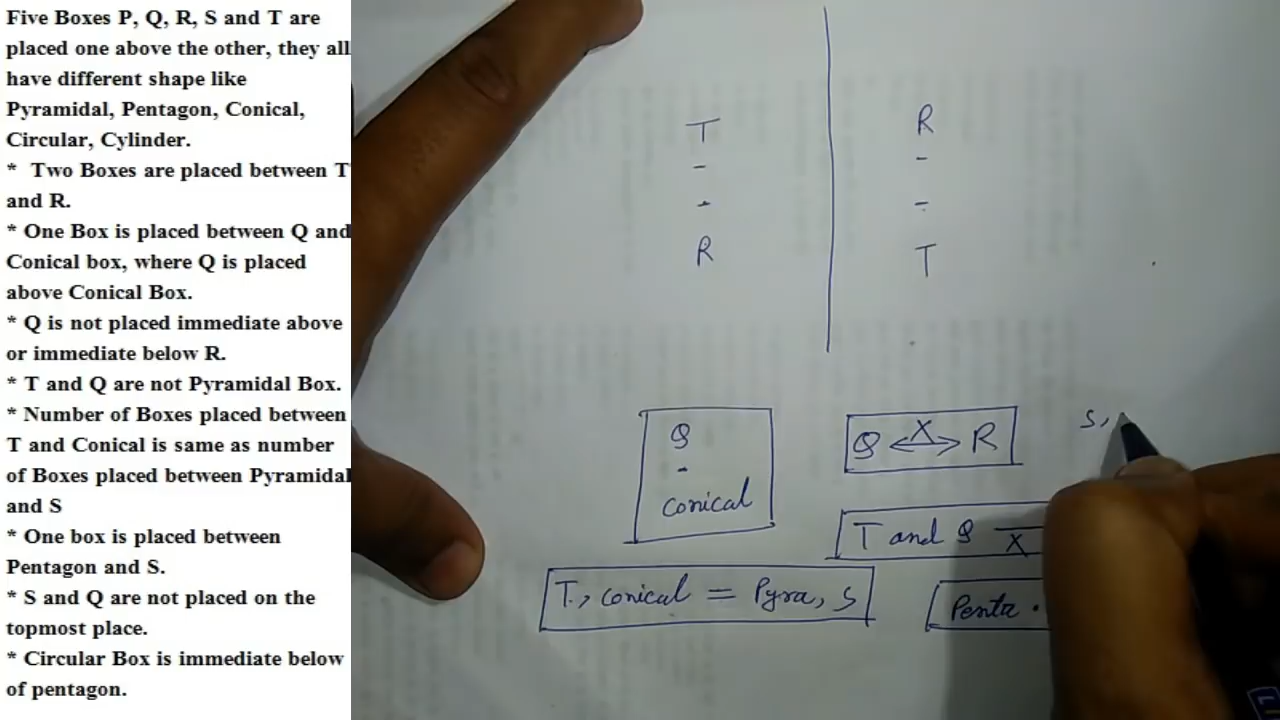 Five Boxes P, Q, R, S and T are
placed one above the other, they all
have different shape like
Pyramidal, Pentagon, Conical,
Circular, Cylinder.
* Two Boxes are placed between T
and R.
* One Box is placed between Q and
Conical box, where Q is placed
above Conical Box.
* Q is not placed immediate above
or immediate below R.
* T and Q are not Pyramidal Box.
* Number of Boxes placed between
T and Conical is same as number
of Boxes placed between Pyramidal
and S
* One box is placed between
Pentagon and S.
* S and Q are not placed on the
topmost place.
* Circular Box is immediate below
of pentagon.
T
-
-
R
R
-
-
T
Q
-
conical
Q <-X-> R
S,
T and Q X
T, conical = Pyra, S
Penta